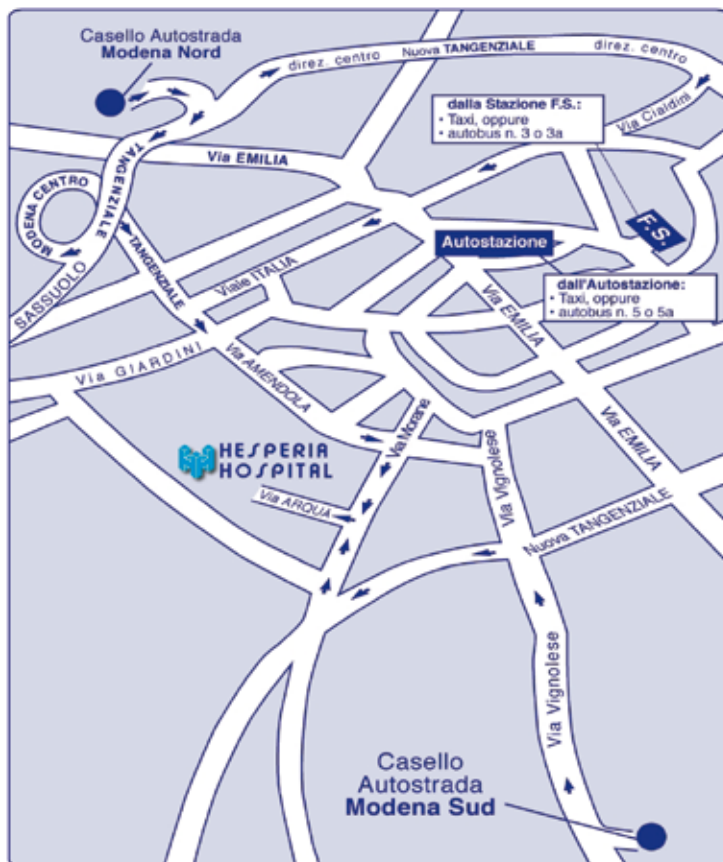 Casello Autostrada
Modena Nord
direz. centro
Nuova TANGENZIALE
direz. centro
dalla Stazione F.S.:
• Taxi, oppure
• autobus n. 3 o 3a
Via Cialdini
Via EMILIA
TANGENZIALE
MODENA CENTRO
F.S.
Autostazione
TANGENZIALE
Viale ITALIA
SASSUOLO
dall'Autostazione:
• Taxi, oppure
• autobus n. 5 o 5a
Via EMILIA
Via GIARDINI
Via AMENDOLA
Via Morane
Via Vignolese
Via EMILIA
HESPERIA
HOSPITAL
Via ARQUA
Nuova TANGENZIALE
Via Vignolese
Casello
Autostrada
Modena Sud